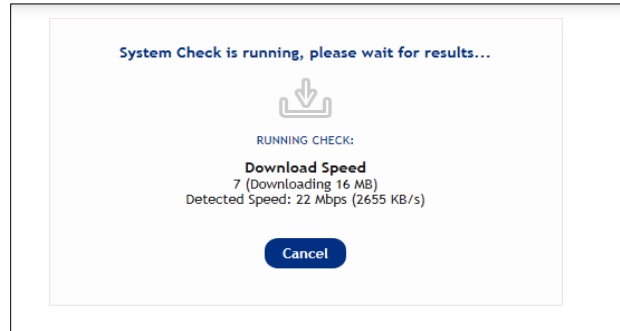 System Check is running, please wait for results...
RUNNING CHECK:
Download Speed
7 (Downloading 16 MB)
Detected Speed: 22 Mbps (2655 KB/s)
Cancel